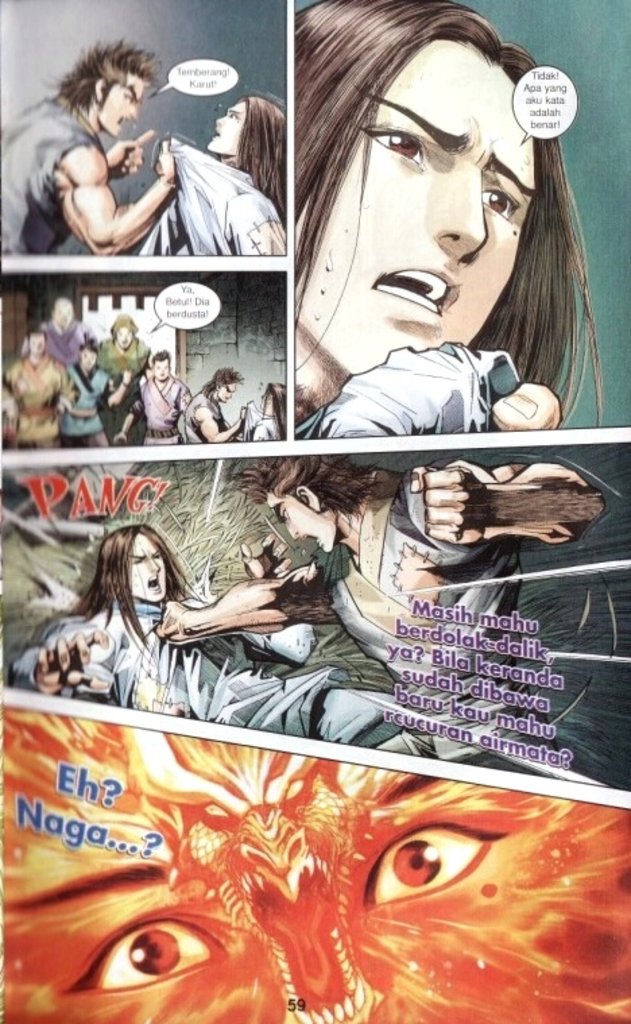 Temberang!
Karut!
Tidak!
Apa yang
aku kata
adalah
benar!
Ya,
Betul! Dia
berdusta!
PANG!
Masih mahu
berdolak-dalik,
ya? Bila keranda
sudah dibawa
baru kau mahu
rcucuran airmata?
Eh?
Naga...?
59